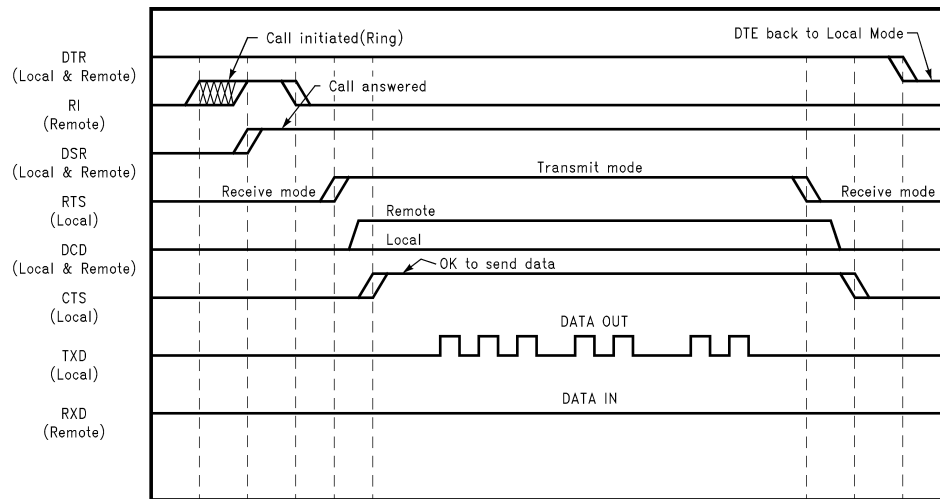 Call initiated(Ring)
DTE back to Local Mode
DTR
(Local & Remote)
Call answered
RI
(Remote)
DSR
(Local & Remote)
Transmit mode
Receive mode
Receive mode
RTS
(Local)
Remote
Local
DCD
(Local & Remote)
OK to send data
CTS
(Local)
DATA OUT
TXD
(Local)
DATA IN
RXD
(Remote)